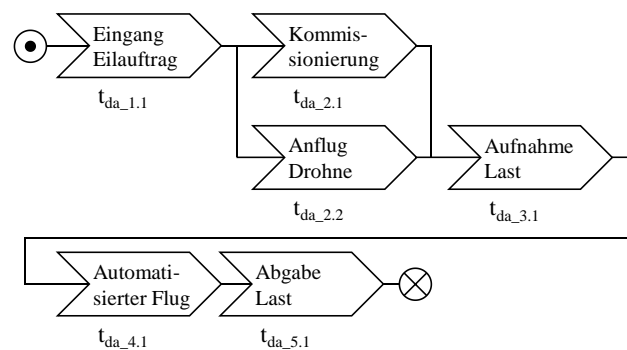 Eingang
Eilauftrag
t_da_1.1
Kommis-
sionierung
t_da_2.1
Anflug
Drohne
t_da_2.2
Aufnahme
Last
t_da_3.1
Automati-
sierter Flug
t_da_4.1
Abgabe
Last
t_da_5.1